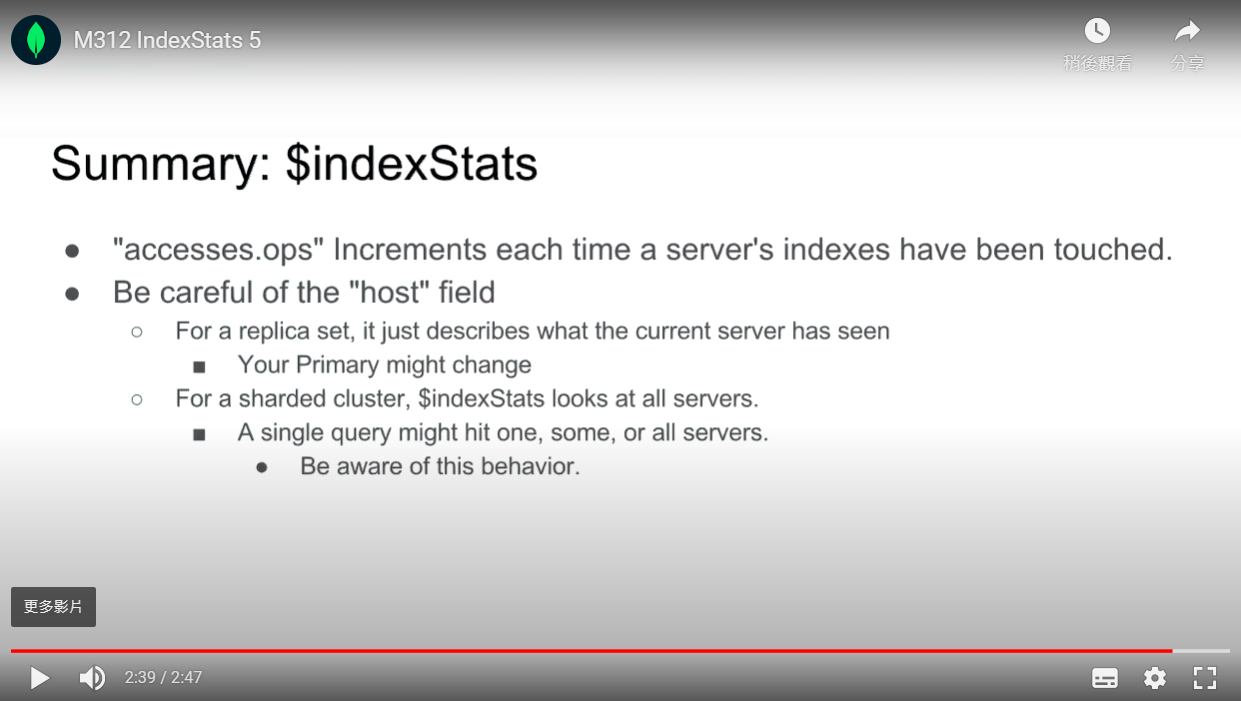 M312 IndexStats 5
稍後觀看
分享
Summary: $indexStats
● "accesses.ops" Increments each time a server's indexes have been touched.
● Be careful of the "host" field
○ For a replica set, it just describes what the current server has seen
■ Your Primary might change
○ For a sharded cluster, $indexStats looks at all servers.
■ A single query might hit one, some, or all servers.
● Be aware of this behavior.
更多影片
2:39 / 2:47